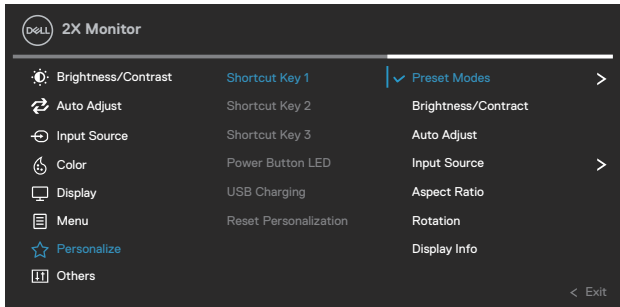 DELL 2X Monitor
Brightness/Contrast Shortcut Key 1 Preset Modes >
Auto Adjust Shortcut Key 2 Brightness/Contract
Input Source Shortcut Key 3 Auto Adjust
Color Power Button LED Input Source >
Display USB Charging Aspect Ratio
Menu Reset Personalization Rotation
Personalize Display Info
Others
< Exit